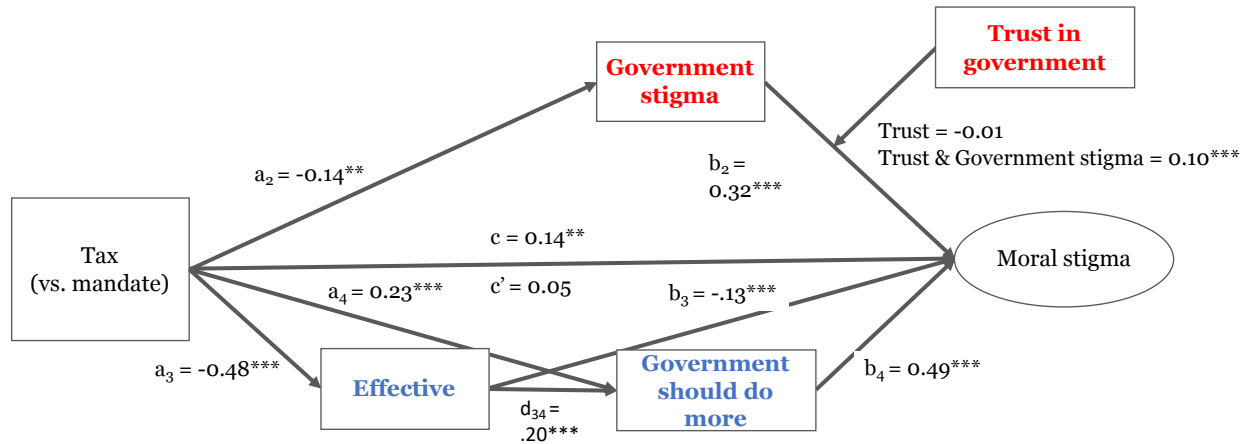 Trust in
government
Government
stigma
Trust = -0.01
Trust & Government stigma = 0.10***
a₂ = -0.14**
b₂ =
0.32***
Tax
(vs. mandate)
c = 0.14**
c’ = 0.05
Moral stigma
a₄ = 0.23***
b₃ = -.13***
a₃ = -0.48***
Effective
d₃₄ =
.20***
Government
should do
more
b₄ = 0.49***